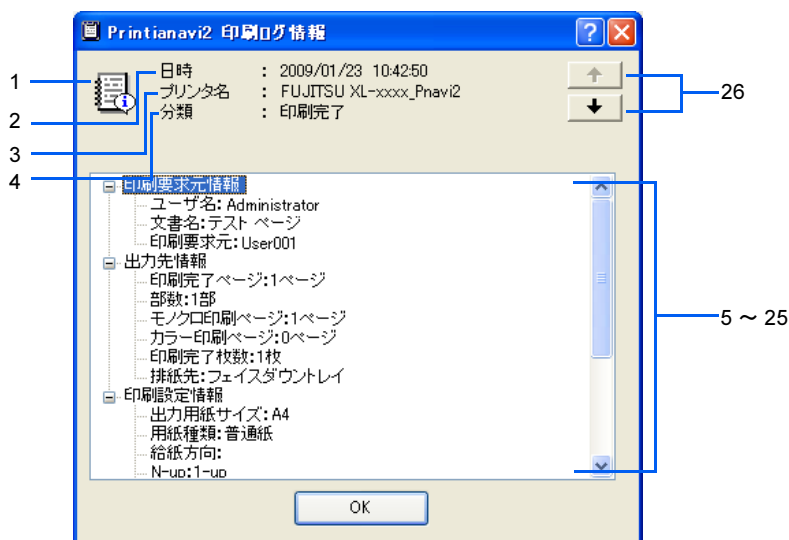 Printianavi2 印刷ログ情報
1
2
3
4
日時 : 2009/01/23 10:42:50
プリンタ名 : FUJITSU XL-xxxx_Pnavi2
分類 : 印刷完了
26
印刷要求元情報
ユーザ名: Administrator
文書名:テスト ページ
印刷要求元: User001
出力先情報
印刷完了ページ:1ページ
部数:1部
モノクロ印刷ページ:1ページ
カラー印刷ページ:0ページ
印刷完了枚数:1枚
排紙先:フェイスダウントレイ
印刷設定情報
出力用紙サイズ: A4
用紙種類:普通紙
給紙方向:
N-up:1-up
5 ~ 25
OK